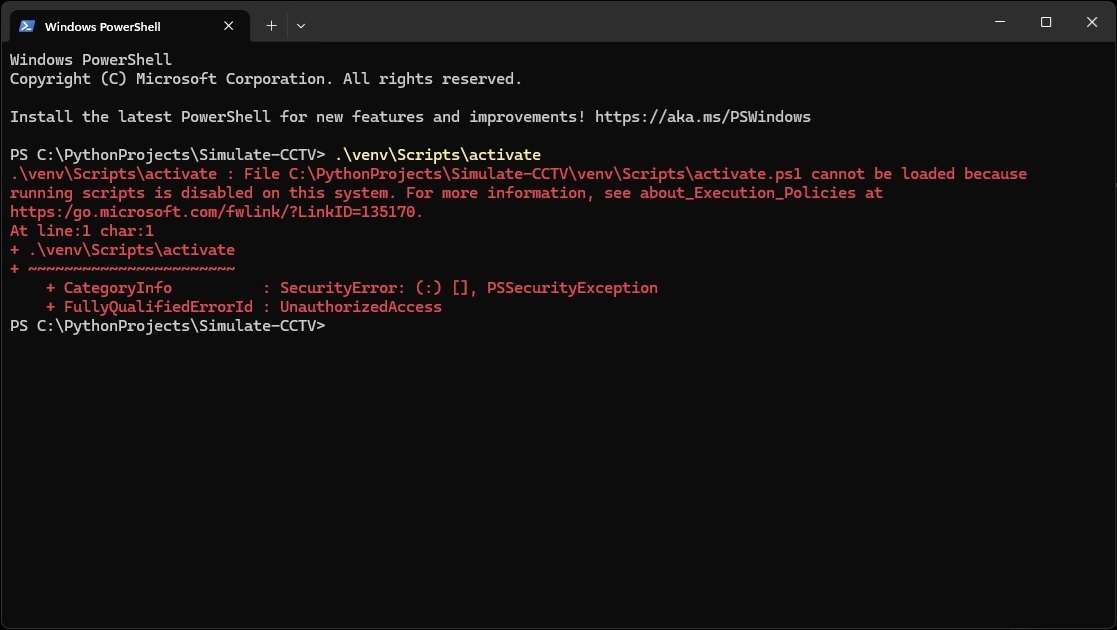 Windows PowerShell
Windows PowerShell
Copyright (C) Microsoft Corporation. All rights reserved.
Install the latest PowerShell for new features and improvements! https://aka.ms/PSWindows
PS C:\PythonProjects\Simulate-CCTV> .\venv\Scripts\activate
.\venv\Scripts\activate : File C:\PythonProjects\Simulate-CCTV\venv\Scripts\activate.ps1 cannot be loaded because
running scripts is disabled on this system. For more information, see about_Execution_Policies at
https:/go.microsoft.com/fwlink/?LinkID=135170.
At line:1 char:1
+ .\venv\Scripts\activate
+ ~~~~~~~~~~~~~~~~~~~~~~~
+ CategoryInfo : SecurityError: (:) [], PSSecurityException
+ FullyQualifiedErrorId : UnauthorizedAccess
PS C:\PythonProjects\Simulate-CCTV>